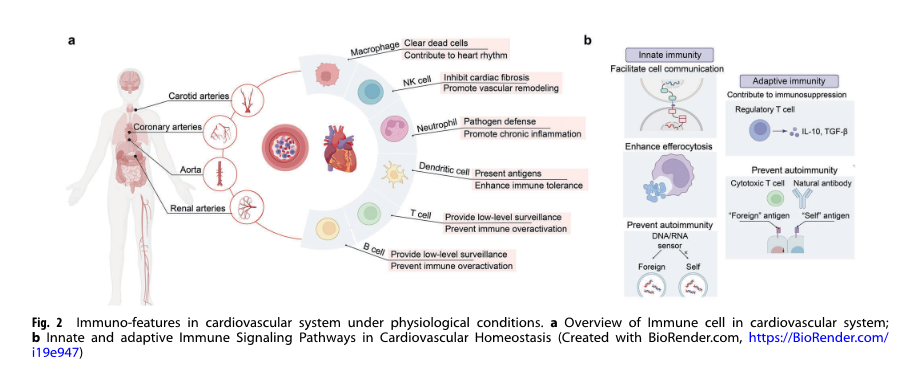 a
Macrophage
Clear dead cells
Contribute to heart rhythm
NK cell
Inhibit cardiac fibrosis
Promote vascular remodeling
Neutrophil
Pathogen defense
Promote chronic inflammation
Dendritic cell
Present antigens
Enhance immune tolerance
T cell
Provide low-level surveillance
Prevent immune overactivation
B cell
Provide low-level surveillance
Prevent immune overactivation
Carotid arteries
Coronary arteries
Aorta
Renal arteries
b
Innate immunity
Facilitate cell communication
Enhance efferocytosis
Prevent autoimmunity
DNA/RNA
sensor
Foreign
Self
Adaptive immunity
Contribute to immunosuppression
Regulatory T cell
IL-10, TGF-β
Prevent autoimmunity
Cytotoxic T cell
Natural antibody
"Foreign" antigen
"Self" antigen
Fig. 2 Immuno-features in cardiovascular system under physiological conditions. a Overview of Immune cell in cardiovascular system;
b Innate and adaptive Immune Signaling Pathways in Cardiovascular Homeostasis (Created with BioRender.com, https://BioRender.com/
i19e947)